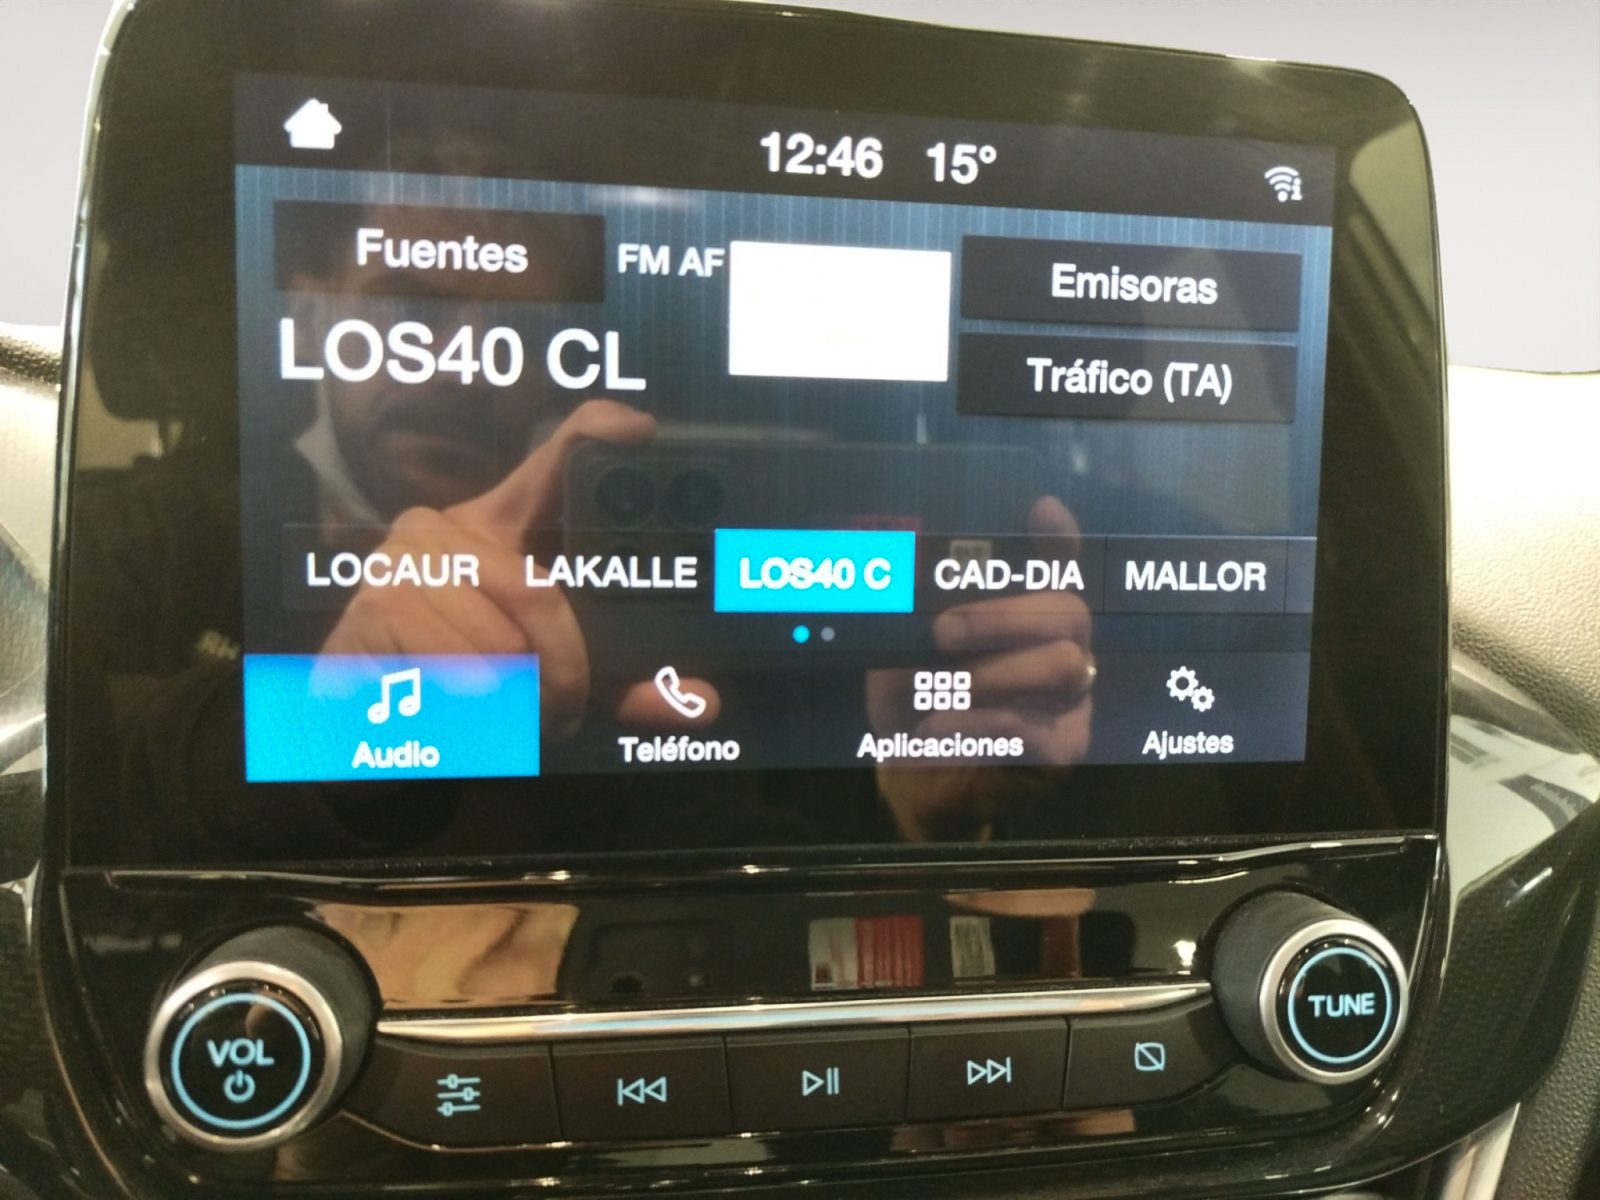 12:46 15°
Fuentes
FM AF
Emisoras
LOS40 CL
Tráfico (TA)
LOCAUR LAKALLE LOS40 C CAD-DIA MALLOR
Audio Teléfono Aplicaciones Ajustes
VOL
TUNE